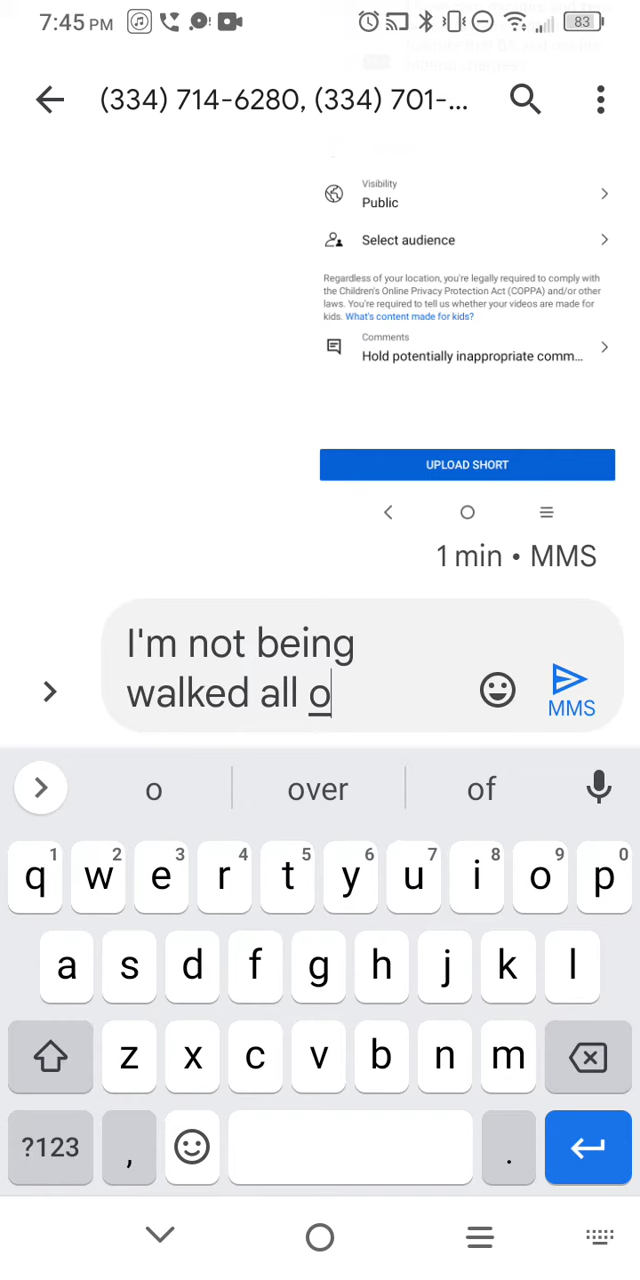 7:45 PM
83
(334) 714-6280, (334) 701-...
Visibility
Public
Select audience
Regardless of your location, you're legally required to comply with
the Children's Online Privacy Protection Act (COPPA) and/or other
laws. You're required to tell us whether your videos are made for
kids. What's content made for kids?
Comments
Hold potentially inappropriate comm...
UPLOAD SHORT
1 min • MMS
I'm not being
walked all o
MMS
o over of
1 2 3 4 5 6 7 8 9 0
q w e r t y u i o p
a s d f g h j k l
z x c v b n m
?123 , .